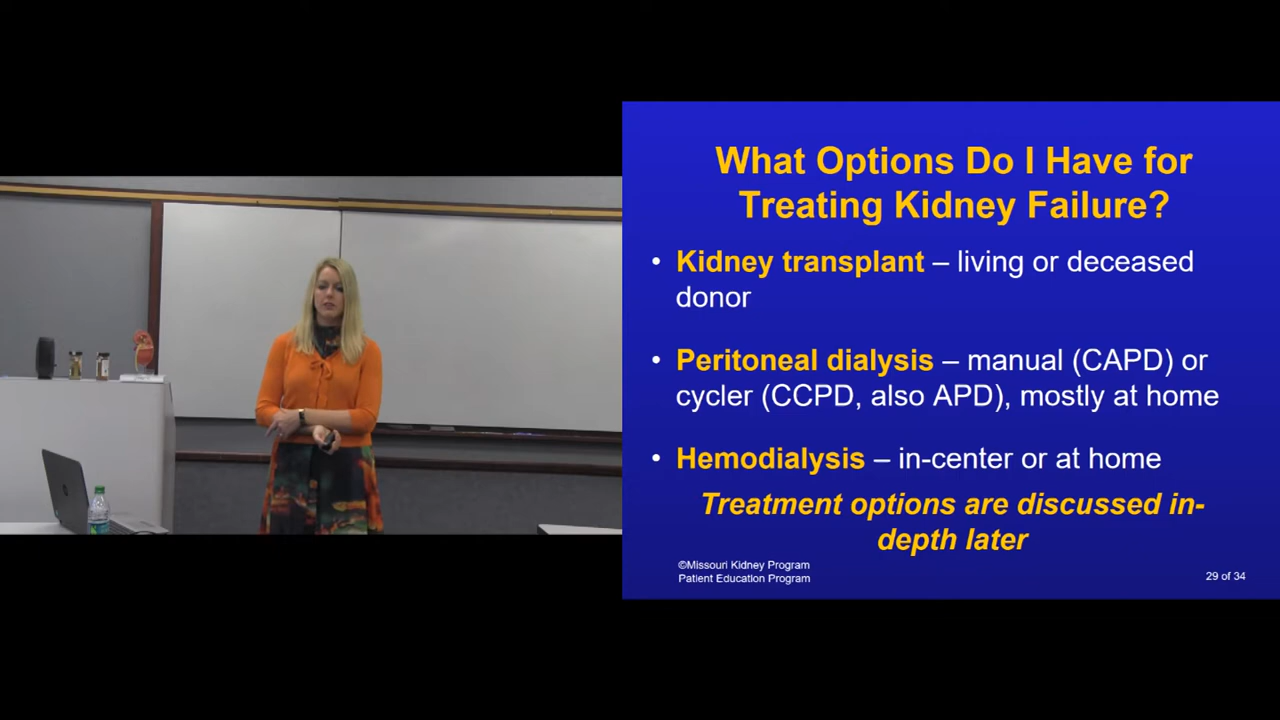 What Options Do I Have for
Treating Kidney Failure?
• Kidney transplant – living or deceased
donor
• Peritoneal dialysis – manual (CAPD) or
cycler (CCPD, also APD), mostly at home
• Hemodialysis – in-center or at home
Treatment options are discussed in-
depth later
©Missouri Kidney Program
Patient Education Program
29 of 34